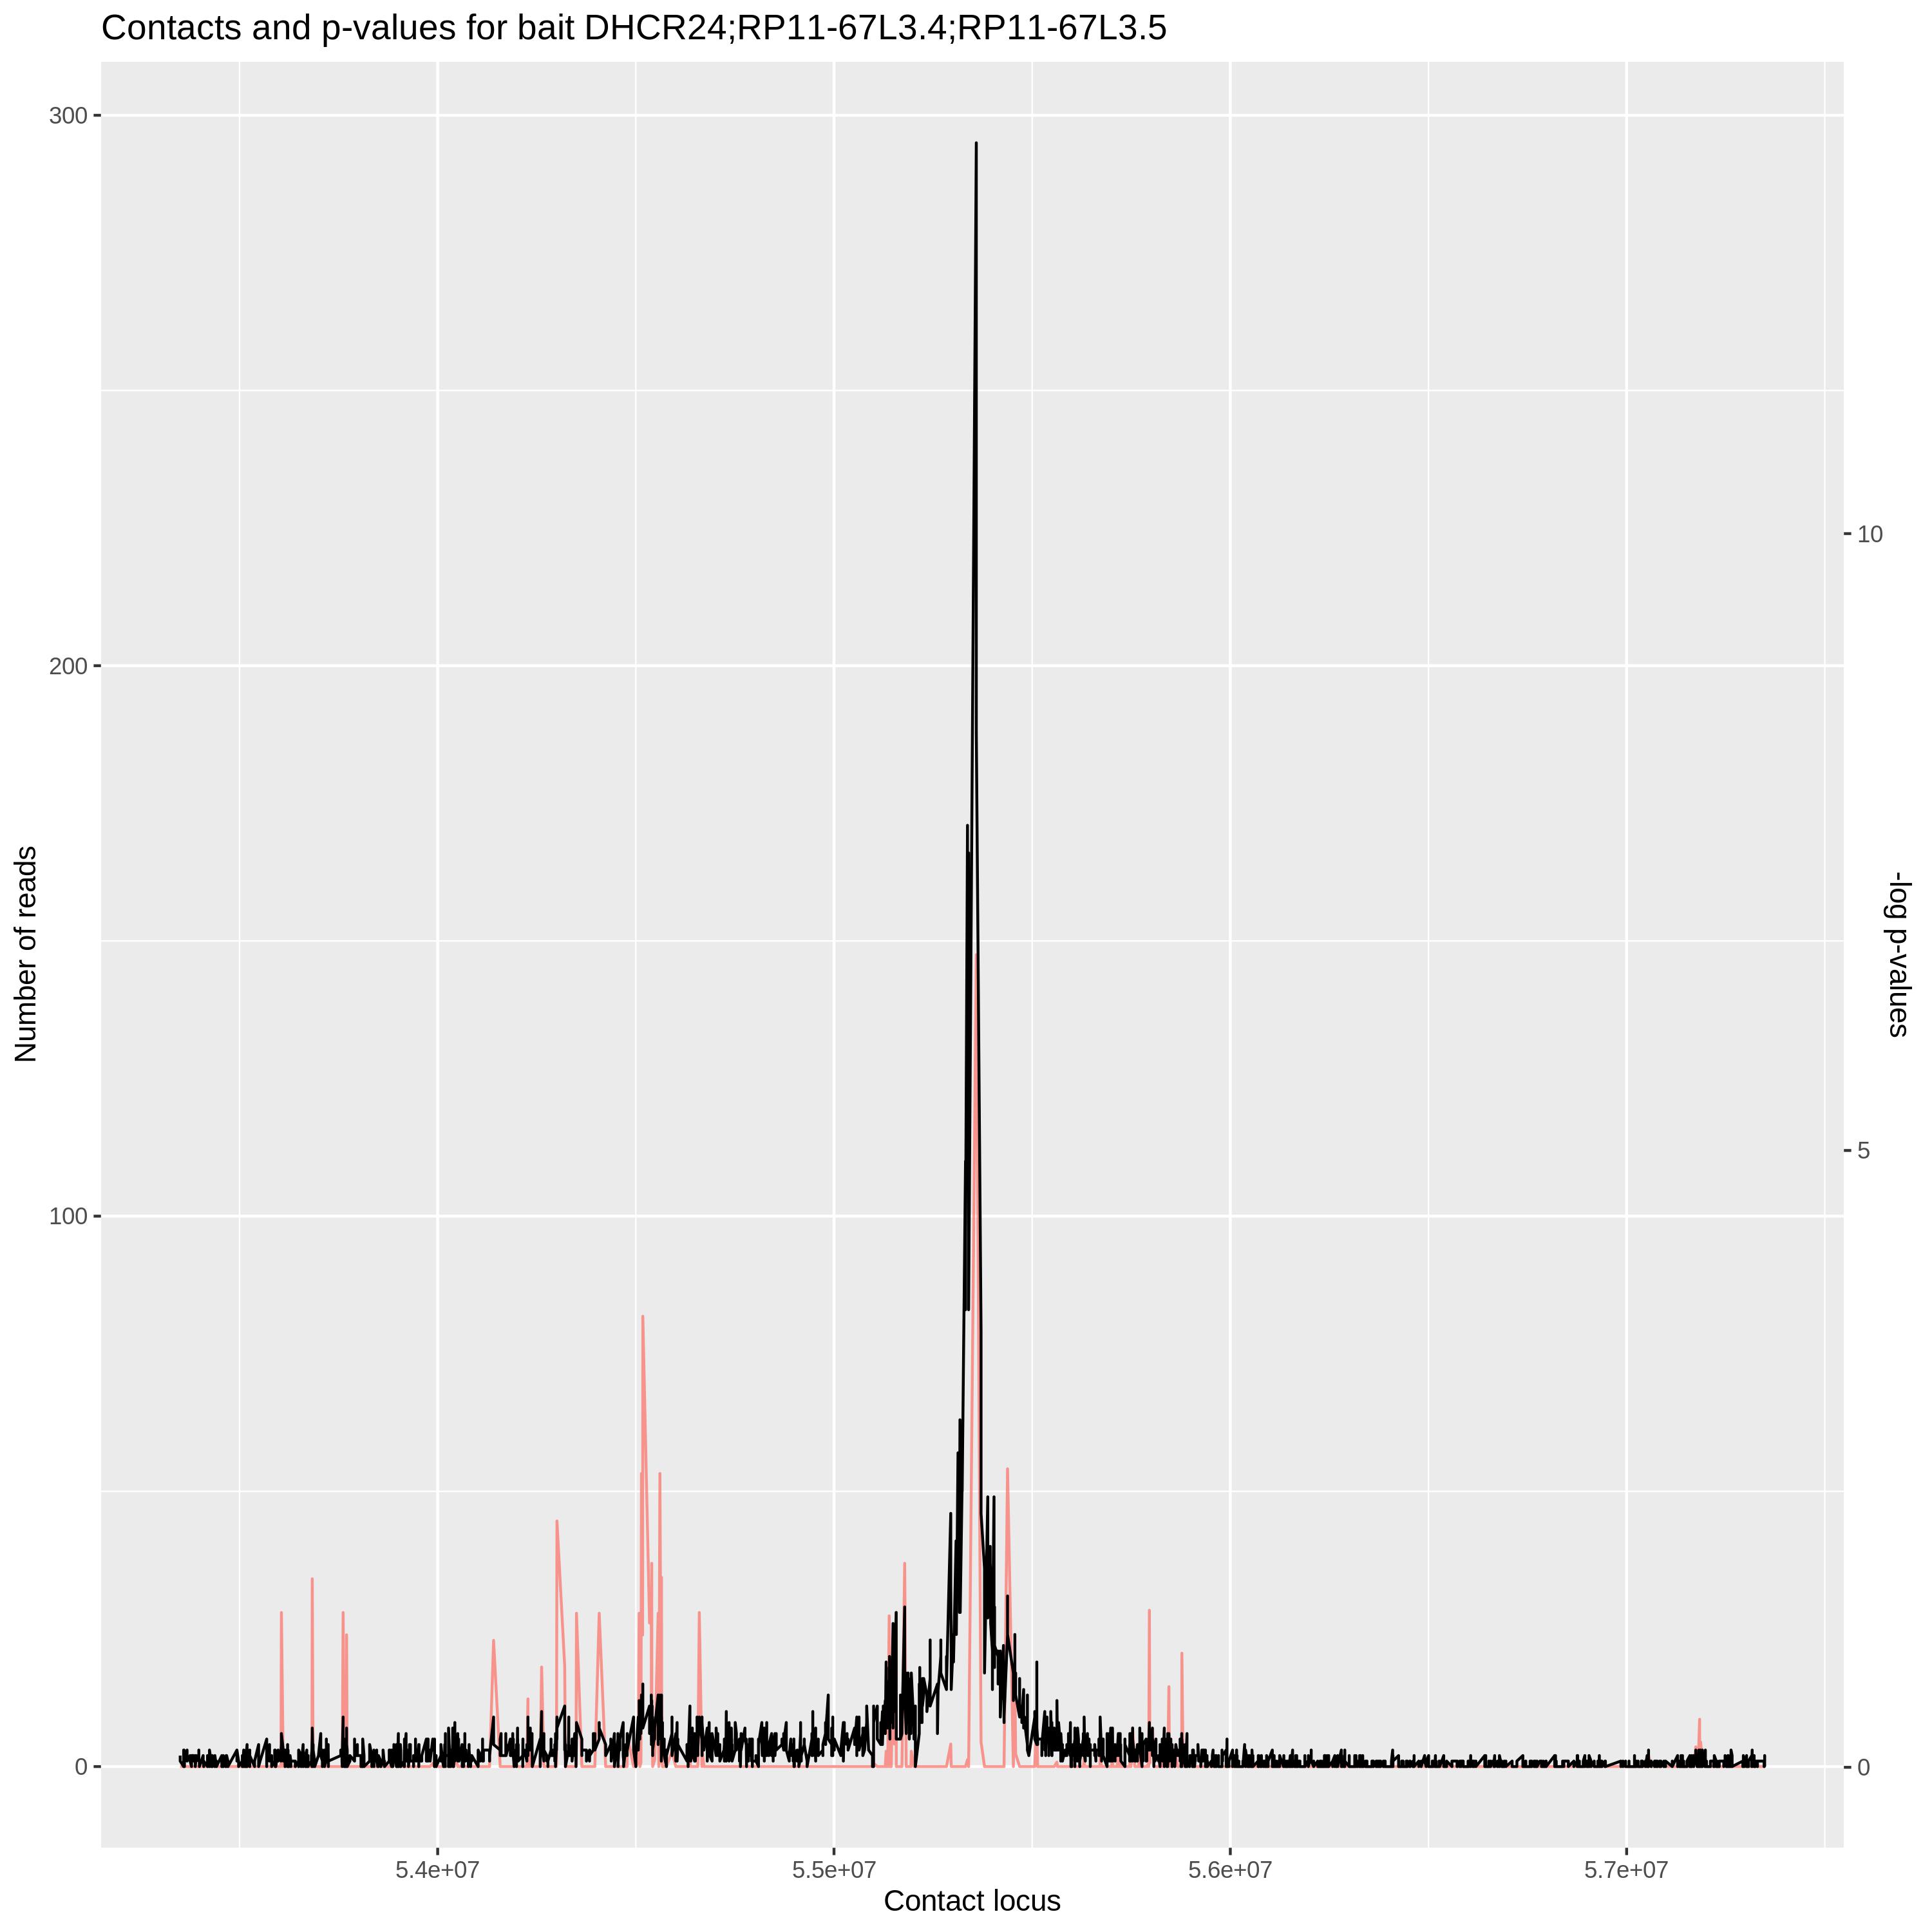 Contacts and p-values for bait DHCR24;RP11-67L3.4;RP11-67L3.5
300
200
100
0
Number of reads
10
5
0
-log p-values
5.4e+07
5.5e+07
5.6e+07
5.7e+07
Contact locus